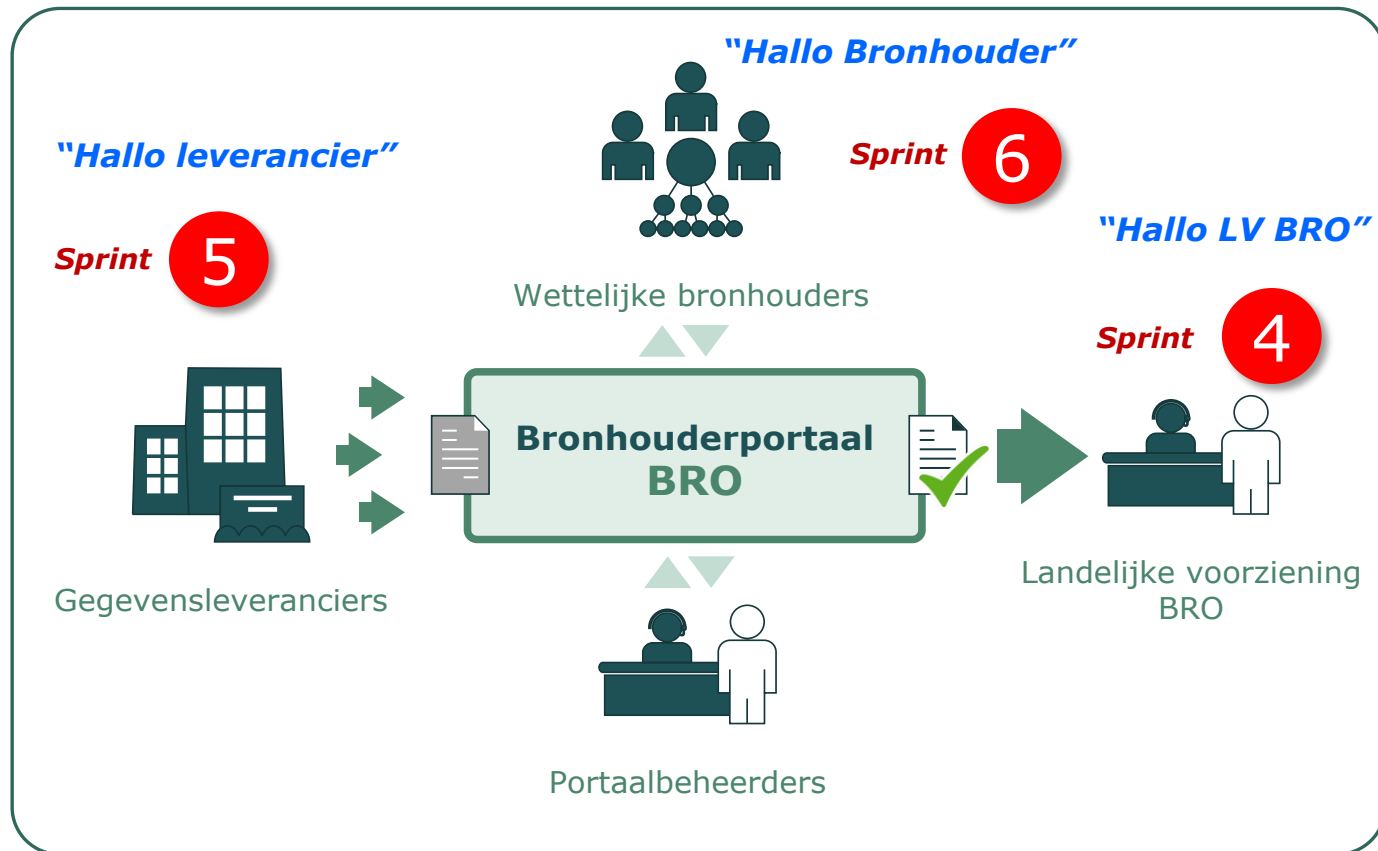 “Hallo Bronhouder”
“Hallo leverancier”
Sprint 6
Sprint 5
“Hallo LV BRO”
Wettelijke bronhouders
Sprint 4
Bronhouderportaal
BRO
Gegevensleveranciers
Landelijke voorziening
BRO
Portaalbeheerders